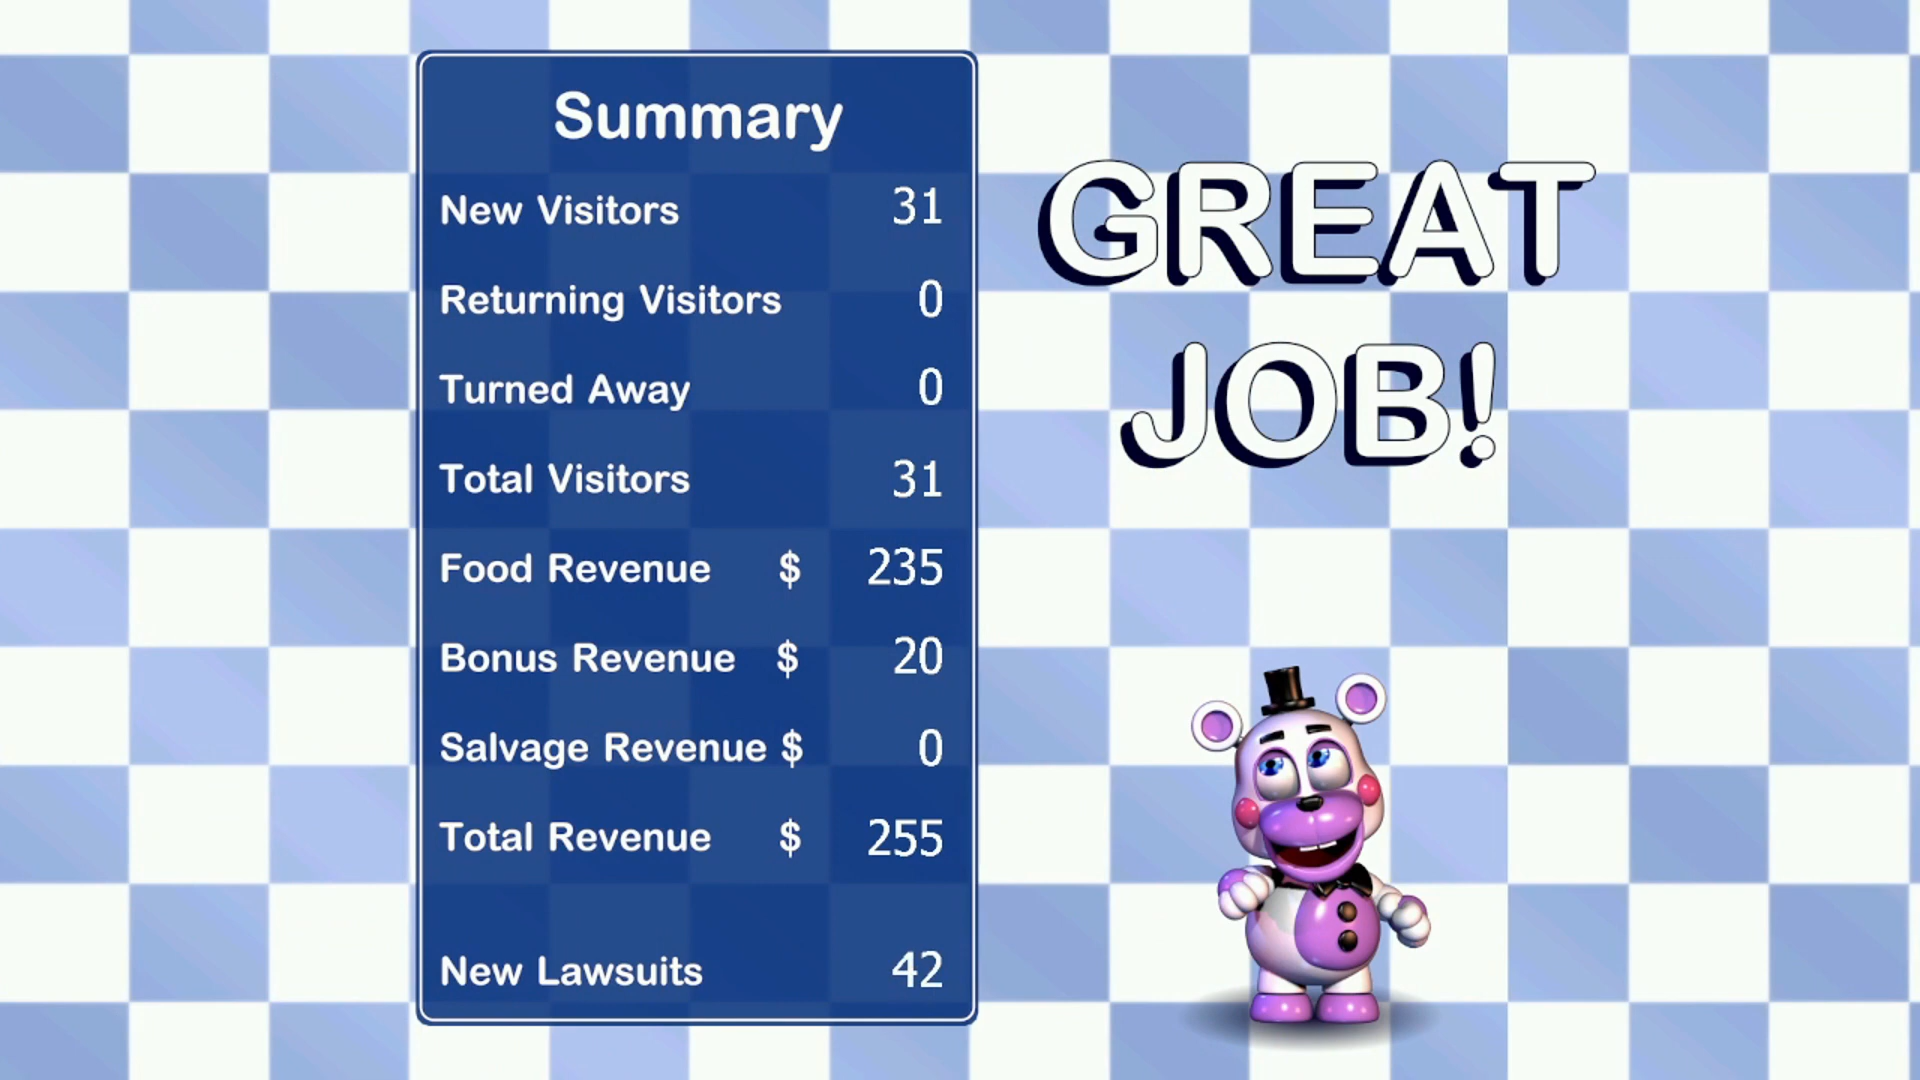 Summary
New Visitors 31
Returning Visitors 0
Turned Away 0
Total Visitors 31
Food Revenue $ 235
Bonus Revenue $ 20
Salvage Revenue $ 0
Total Revenue $ 255
New Lawsuits 42
GREAT
JOB!